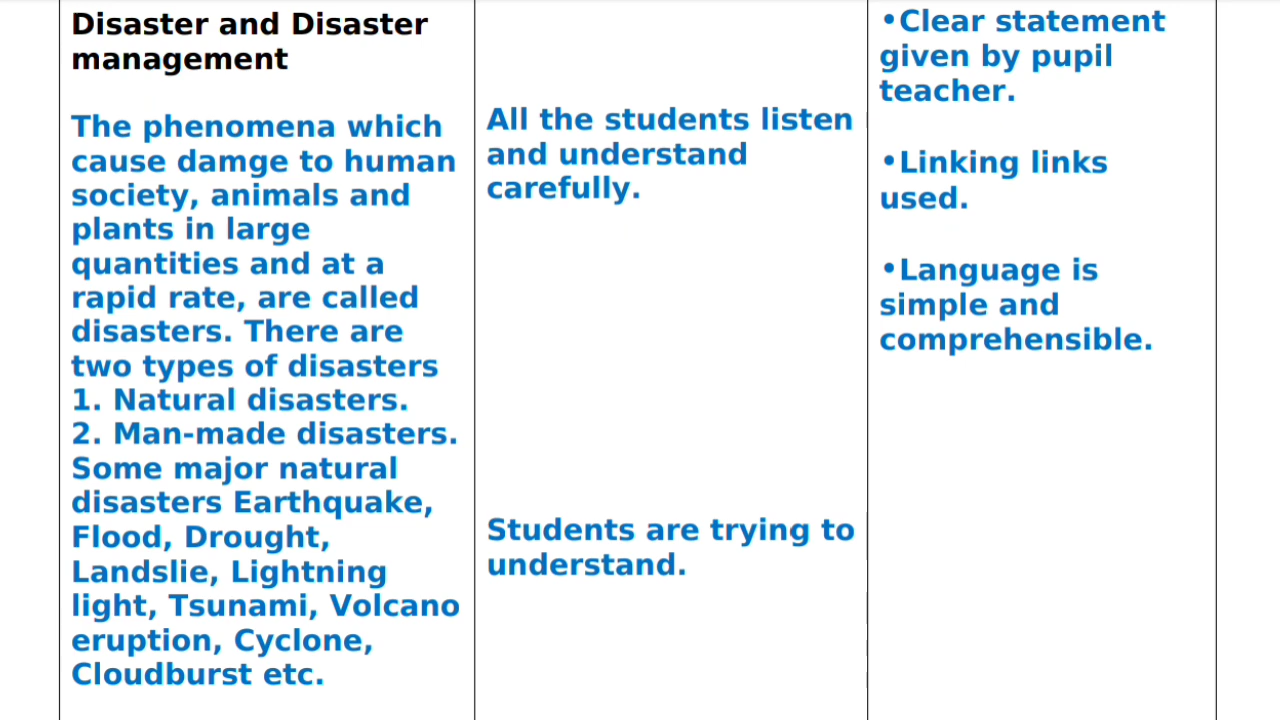 Disaster and Disaster
management
The phenomena which
cause damge to human
society, animals and
plants in large
quantities and at a
rapid rate, are called
disasters. There are
two types of disasters
1. Natural disasters.
2. Man-made disasters.
Some major natural
disasters Earthquake,
Flood, Drought,
Landslie, Lightning
light, Tsunami, Volcano
eruption, Cyclone,
Cloudburst etc.
All the students listen
and understand
carefully.
Students are trying to
understand.
•Clear statement
given by pupil
teacher.
•Linking links
used.
•Language is
simple and
comprehensible.